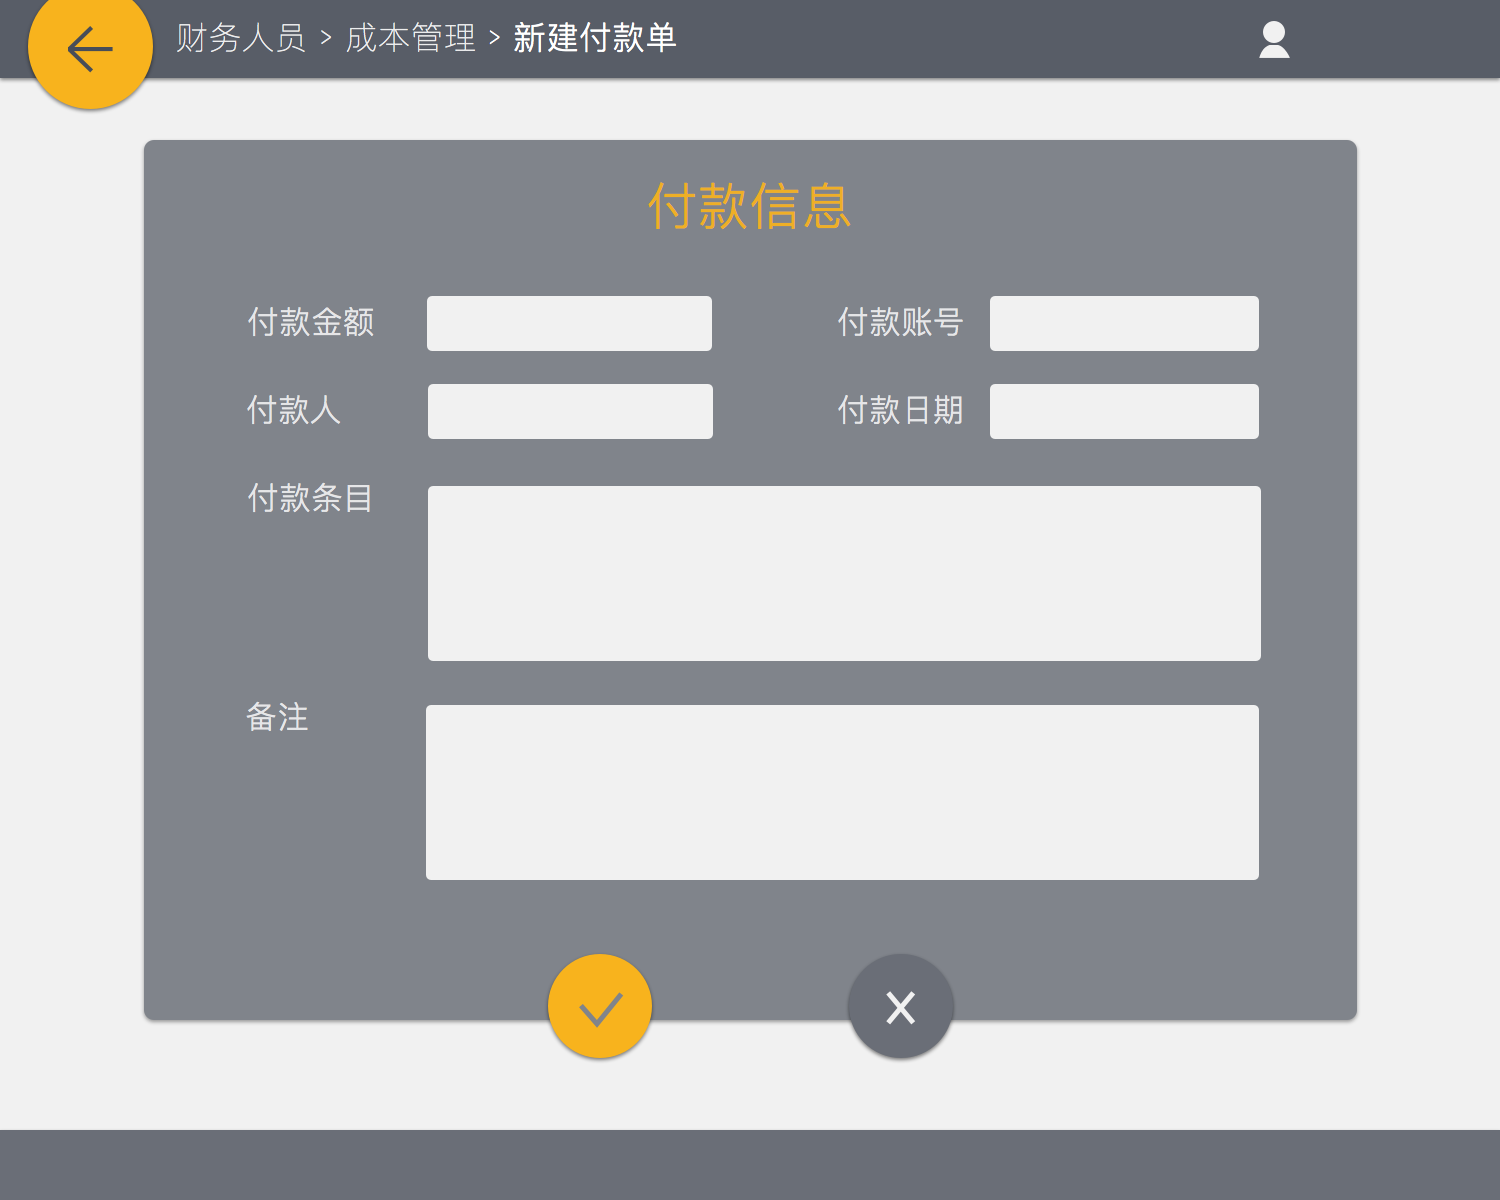 财务人员 > 成本管理 > 新建付款单
付款信息
付款金额
付款账号
付款人
付款日期
付款条目
备注